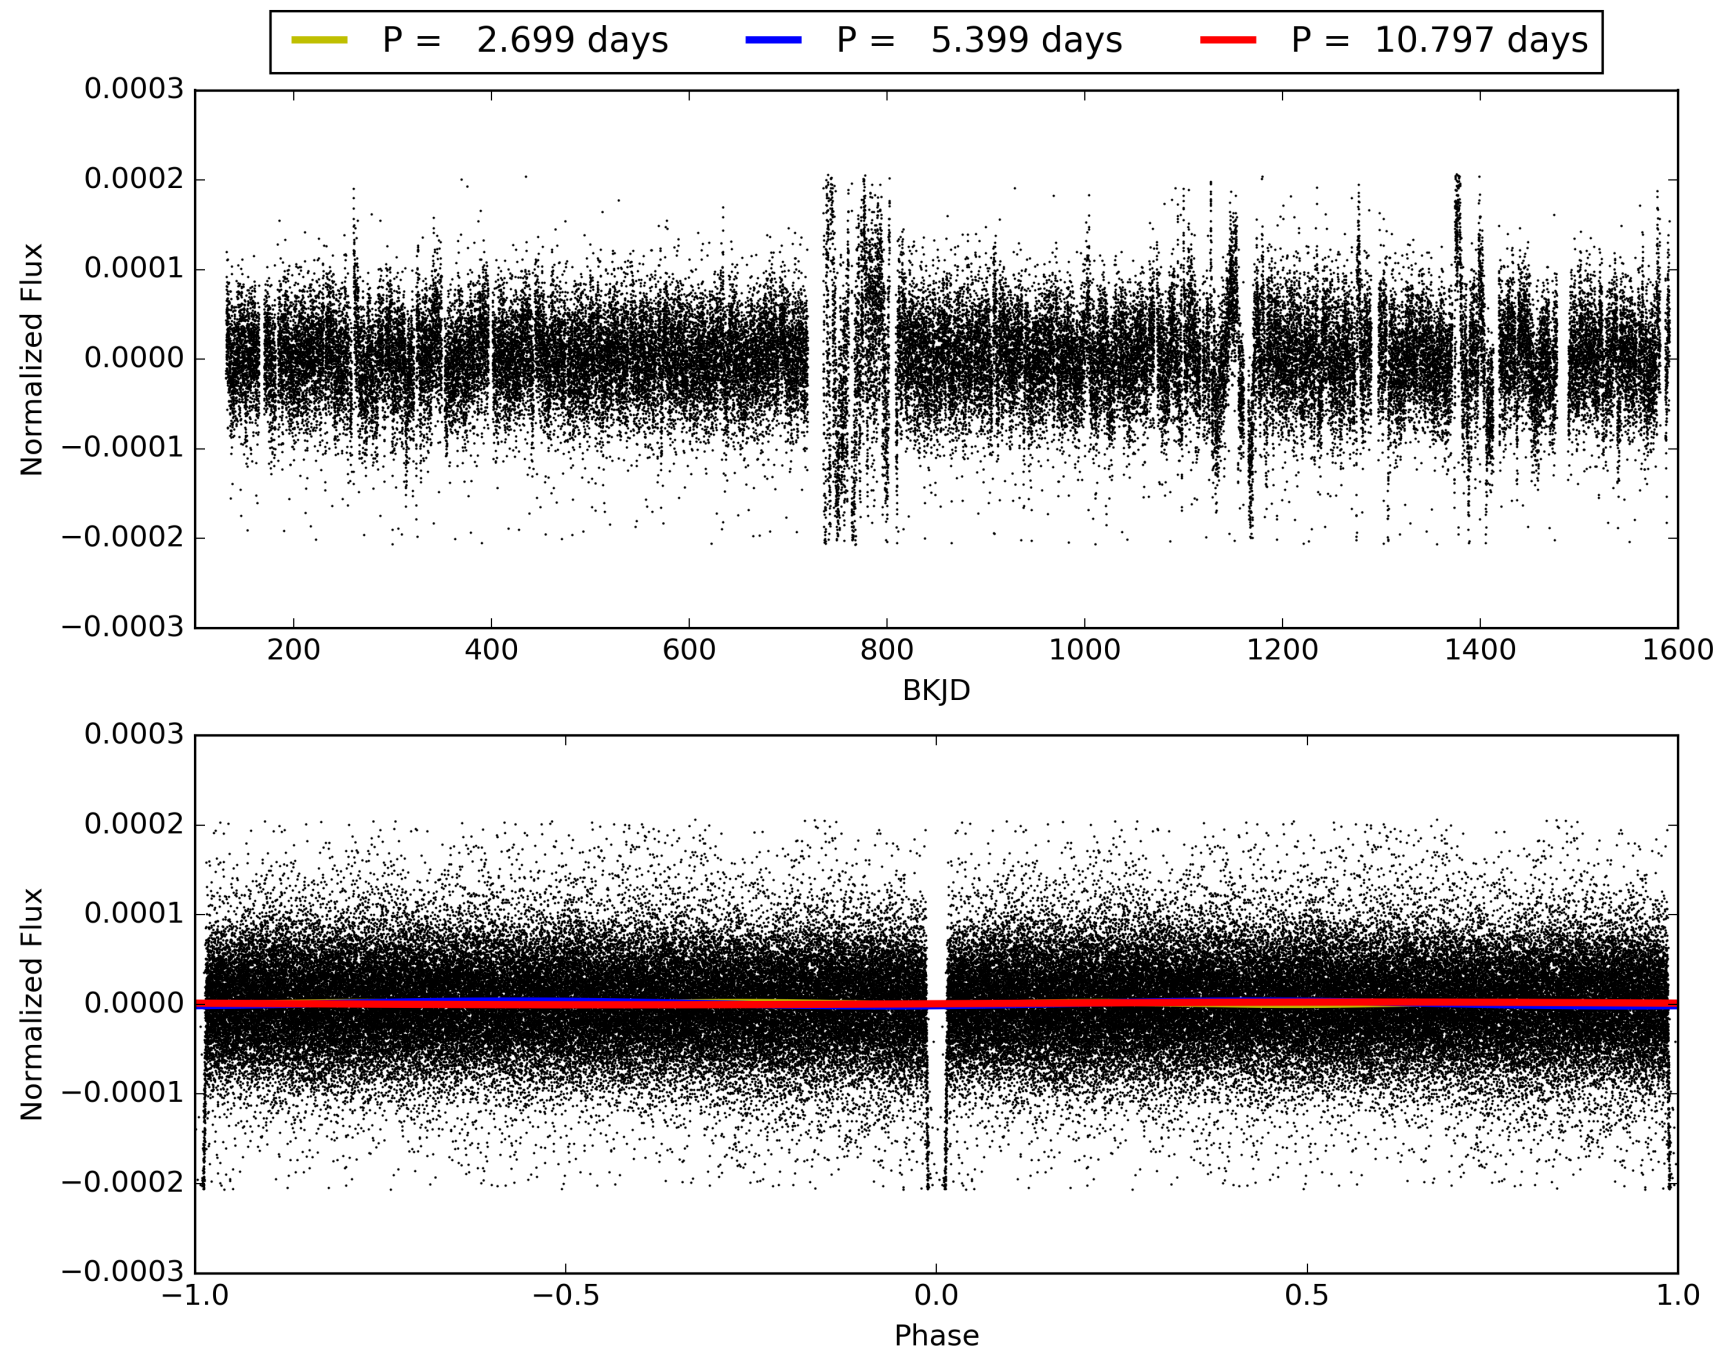 P = 2.699 days P = 5.399 days P = 10.797 days
0.0003
0.0002
0.0001
0.0000
−0.0001
−0.0002
−0.0003
Normalized Flux
200 400 600 800 1000 1200 1400 1600
BKJD
0.0003
0.0002
0.0001
0.0000
−0.0001
−0.0002
−0.0003
Normalized Flux
−1.0 −0.5 0.0 0.5 1.0
Phase